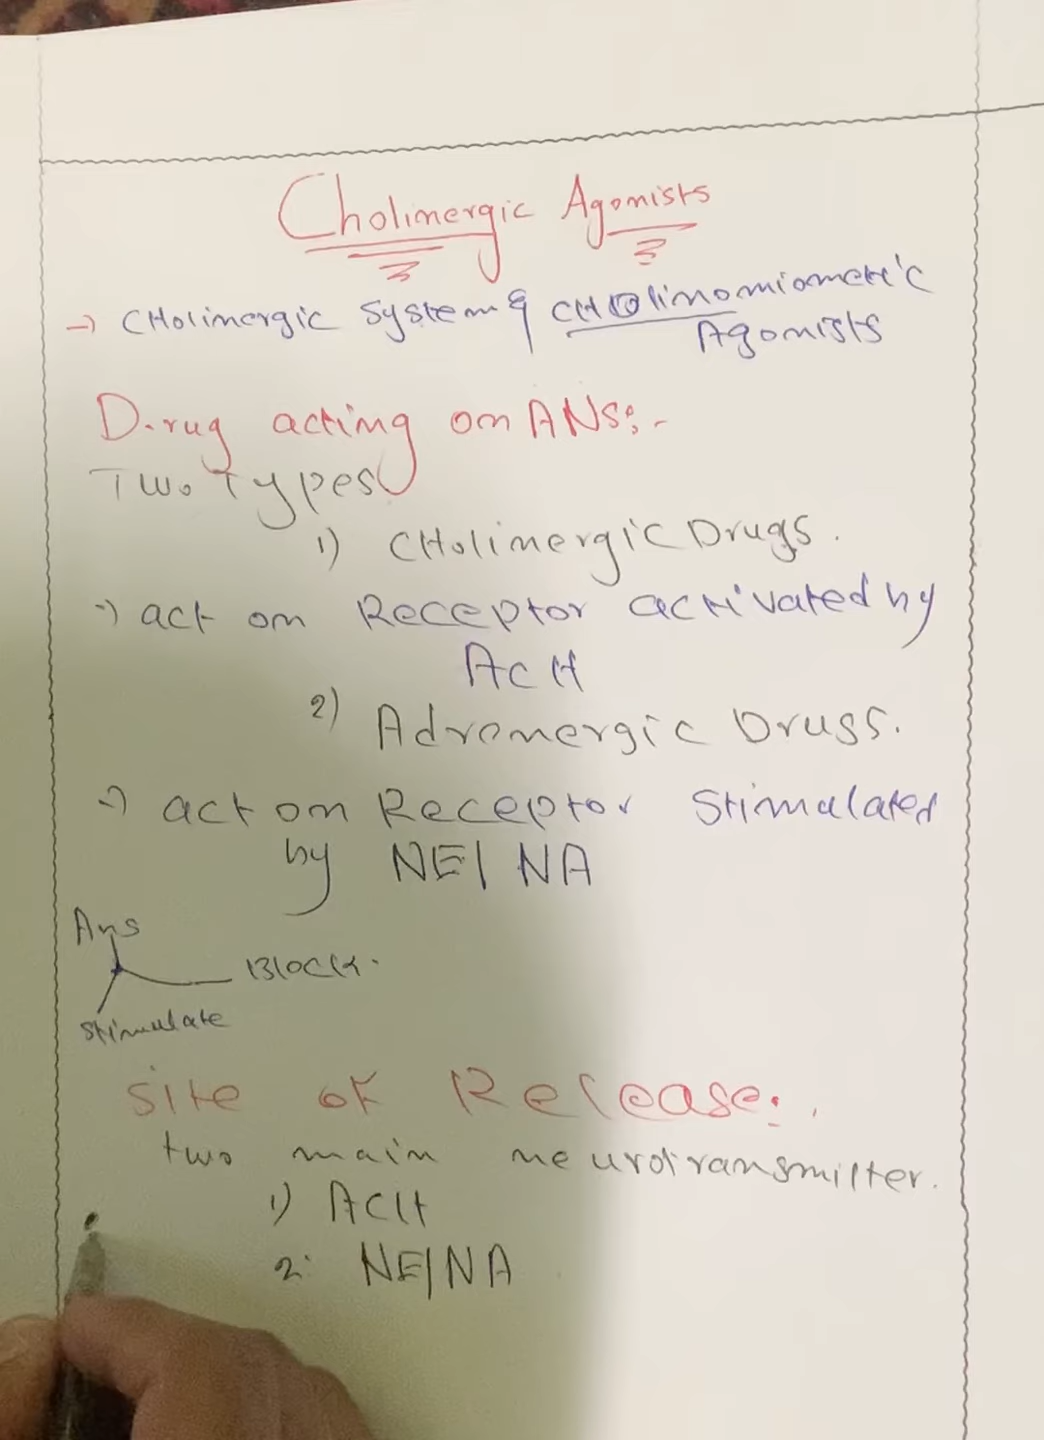 Cholinergic Agonists
→ CHolinergic System & CHOlinomiometric
Agonists
Drug acting on ANS:-
Two Types
1) CHolinergic Drugs.
→ act on Receptor activated by
ACH
2) Adrenergic Drugs.
→ act on Receptor Stimulated
by NE/NA
Ans
Block.
Stimulate
Site of Release:.
two main neurotransmitter.
1) ACH
2. NE/NA